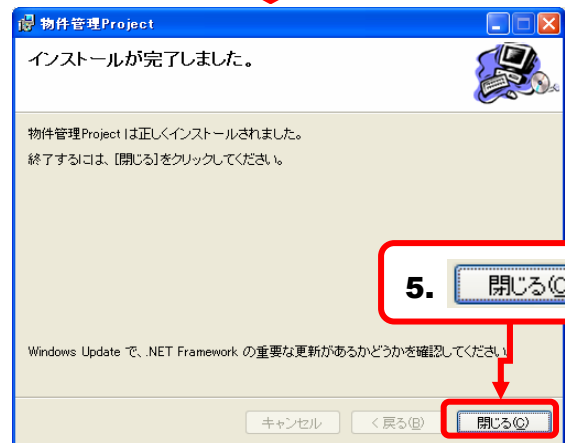 物件管理Project
インストールが完了しました。
物件管理Project は正しくインストールされました。
終了するには、[閉じる]をクリックしてください。
5. 閉じる(C
Windows Update で、.NET Framework の重要な更新があるかどうかを確認してください
キャンセル < 戻る(B) 閉じる(C)